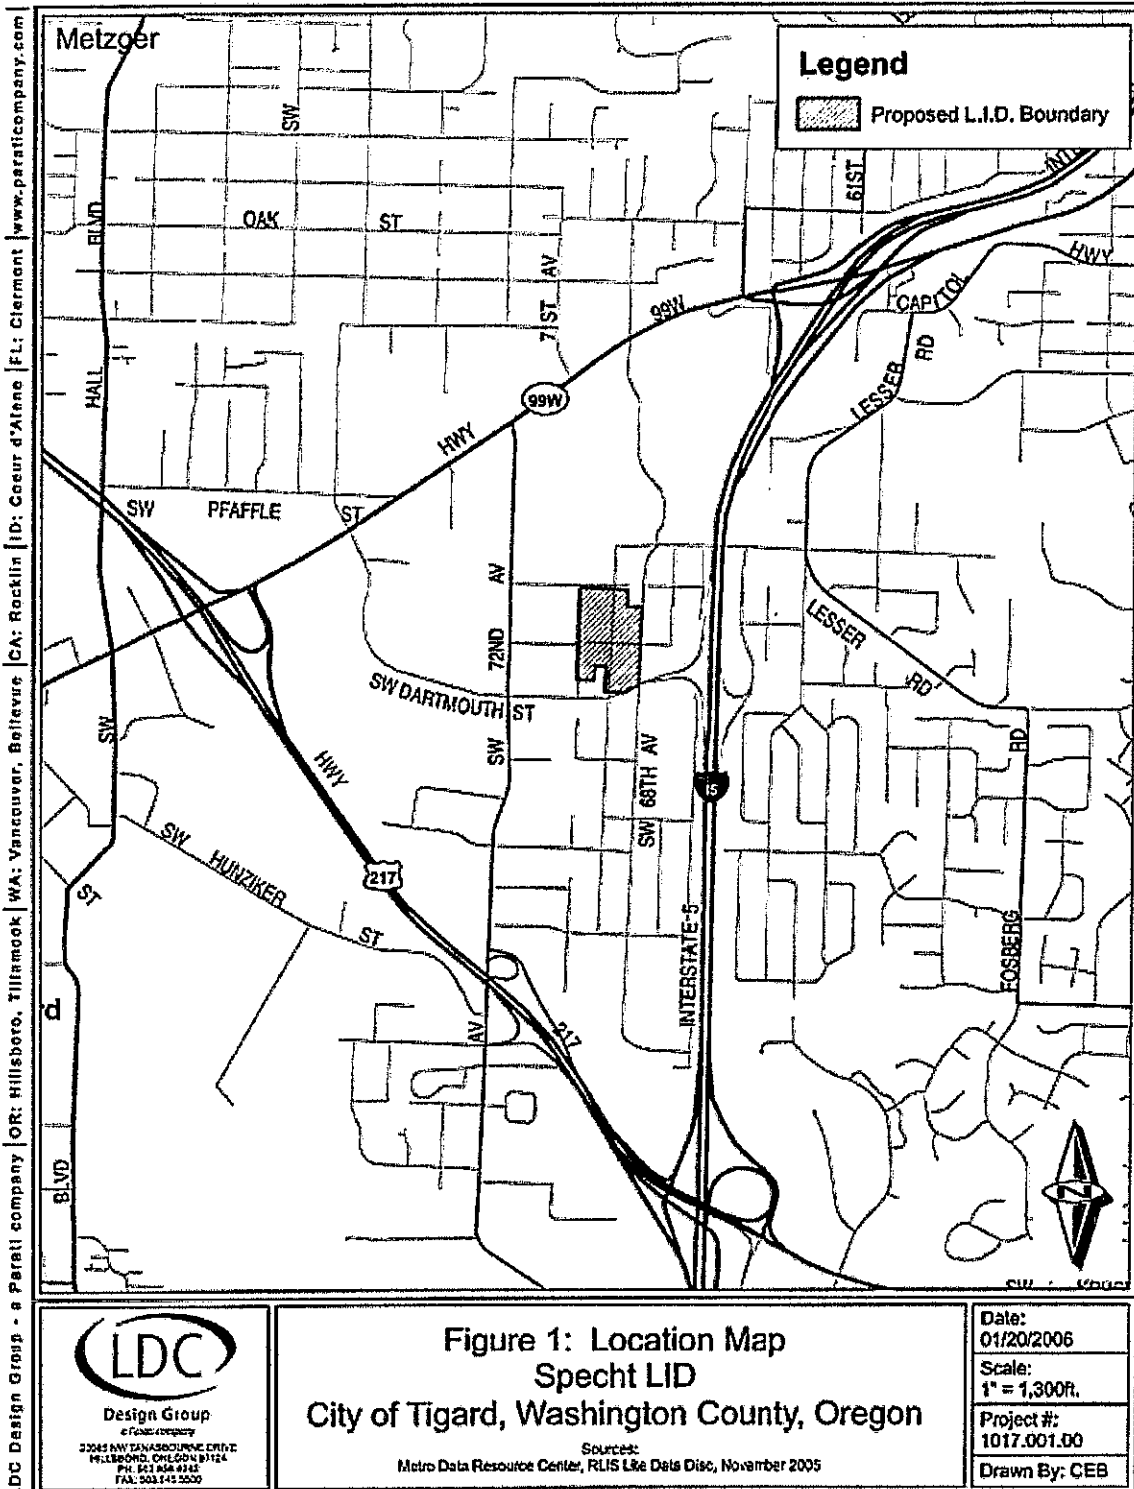 Metzger
Legend
Proposed L.I.D. Boundary
SW
OAK ST
BLVD
HALL
71ST AV
61ST
99W
HWY
CAPITOL
HWY
LESSER RD
99W
HWY
SW PFAFFLE ST
72ND AV
SW
SW DARTMOUTH ST
LESSER RD
SW
HWY
SW 68TH AV
RD
SW HUNZIKER ST
217
ST
INTERSTATE-5
FOSBERG
rd
AV
217
BLVD
SW
LDC
Design Group
Figure 1: Location Map
Specht LID
City of Tigard, Washington County, Oregon
Sources:
Metro Data Resource Center, RLIS Lite Data Disc, November 2005
Date:
01/20/2006
Scale:
1" = 1,300ft.
Project #:
1017.001.00
Drawn By: CEB
LDC Design Group - a Parati company | OR: Hillsboro, Tillamook | WA: Vancouver, Bellevue | CA: Rocklin | ID: Coeur d'Alene | FL: Clermont | www.paraticompany.com